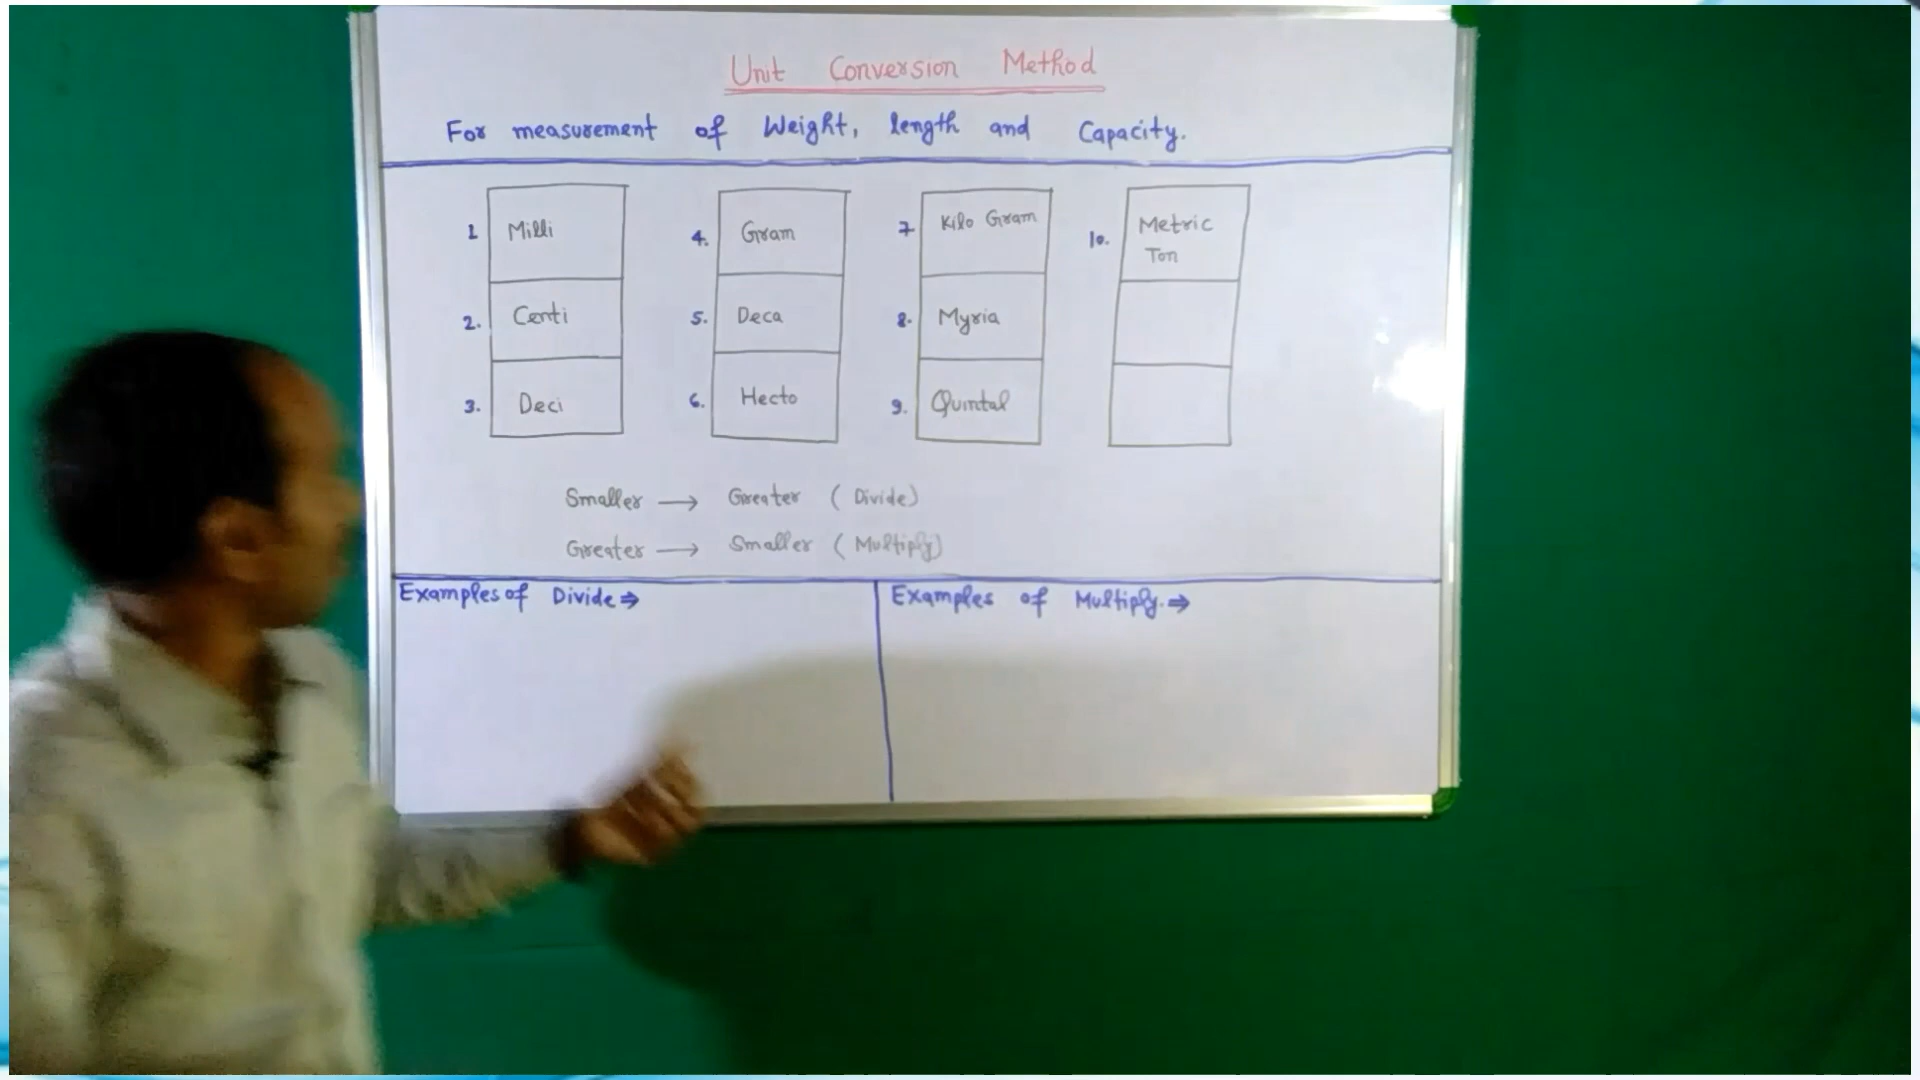 Unit Conversion Method
For measurement of Weight, length and Capacity.
1 Milli
2. Centi
3. Deci
4. Gram
5. Deca
6. Hecto
7. Kilo Gram
8. Myria
9. Quintal
10. Metric
Ton
Smaller → Greater (Divide)
Greater → Smaller (Multiply)
Examples of Divide ⇒
Examples of Multiply. ⇒